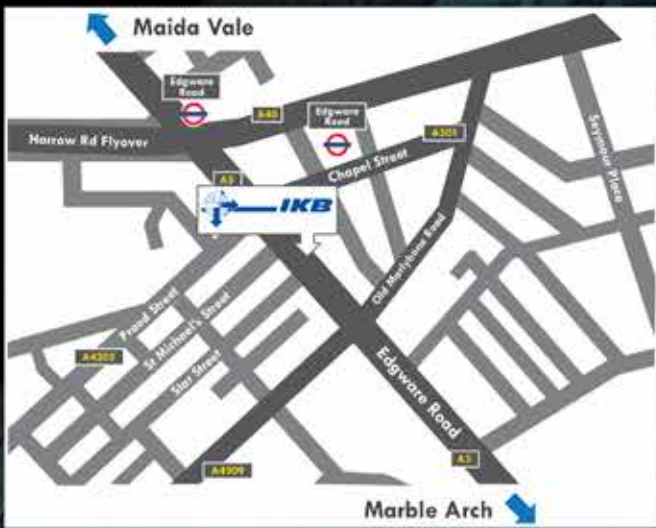 Maida Vale
Edgware
Road
A40
Edgware
Road
A501
Harrow Rd Flyover
Chapel Street
Seymour Place
A5
IKB
Old Marlybone Road
Praed Street
St Michael's Street
Star Street
A4205
Edgware Road
A4209
A5
Marble Arch